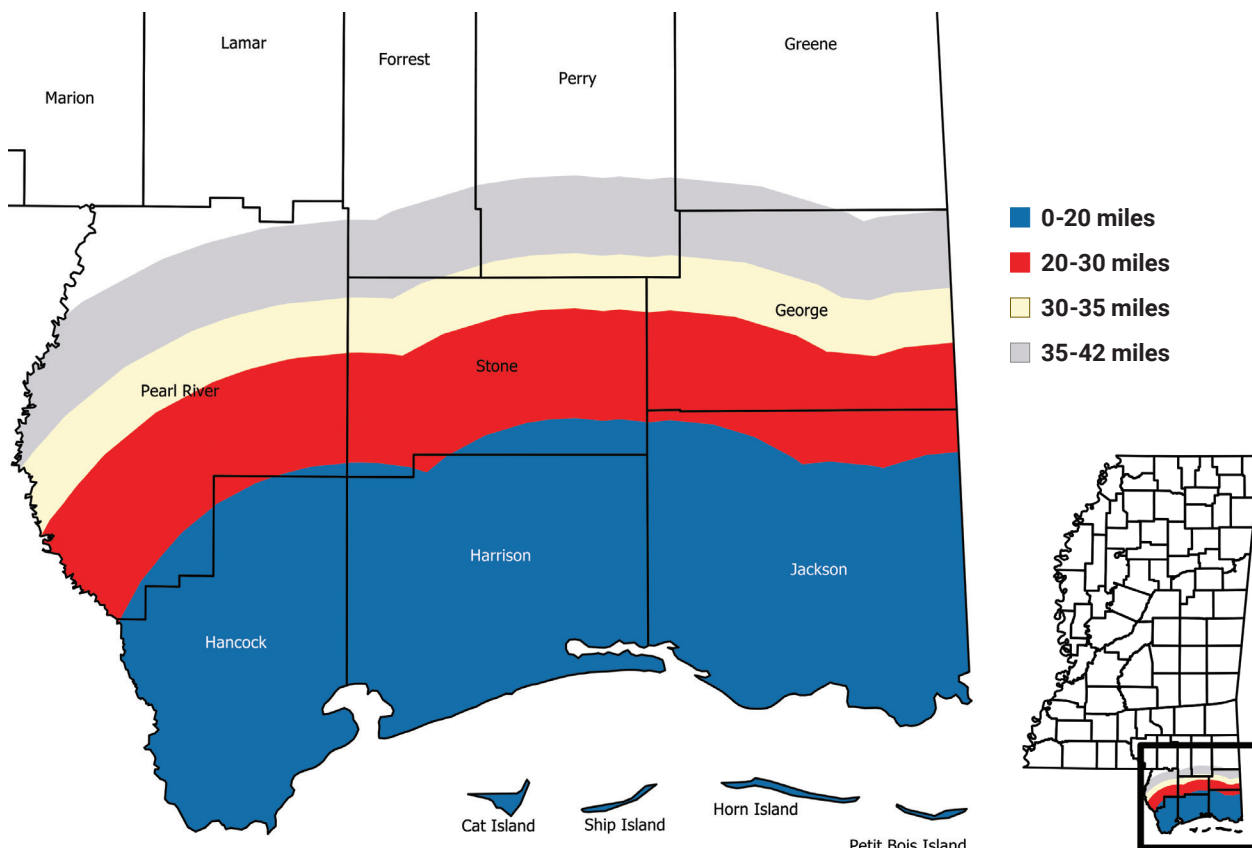 Lamar
Forrest
Greene
Perry
Marion
0-20 miles
20-30 miles
30-35 miles
35-42 miles
George
Stone
Pearl River
Harrison
Jackson
Hancock
Cat Island
Ship Island
Horn Island
Petit Bois Island